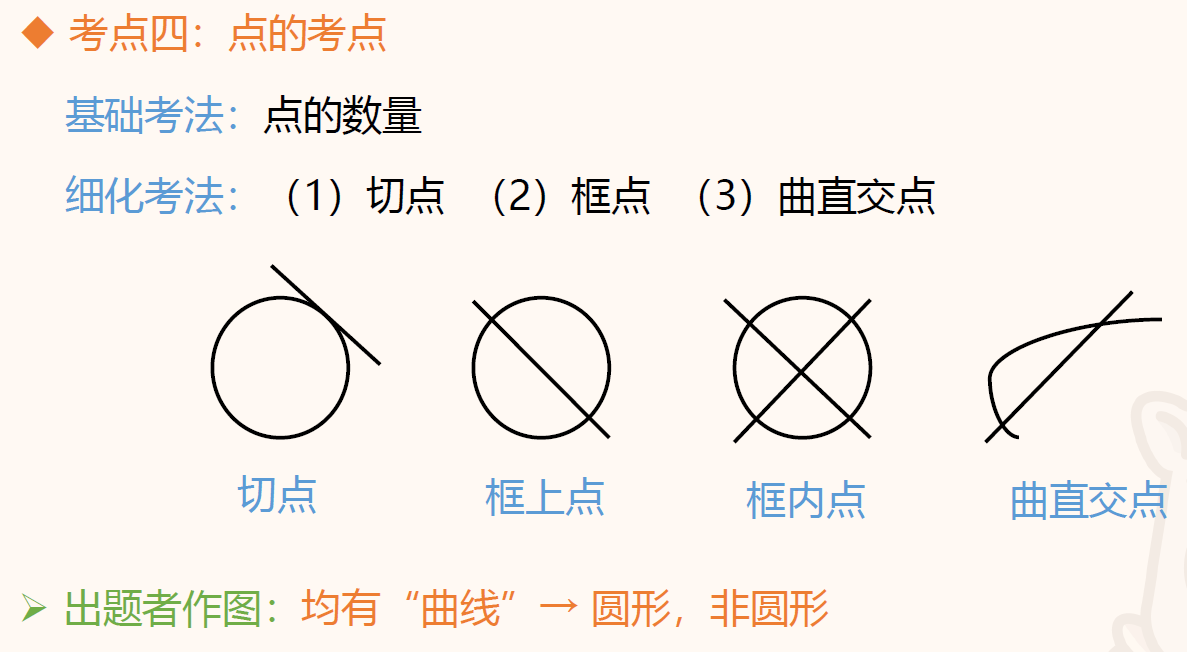 考点四：点的考点
基础考法：点的数量
细化考法：（1）切点 （2）框点 （3）曲直交点
切点 框上点 框内点 曲直交点
出题者作图：均有“曲线”→ 圆形，非圆形